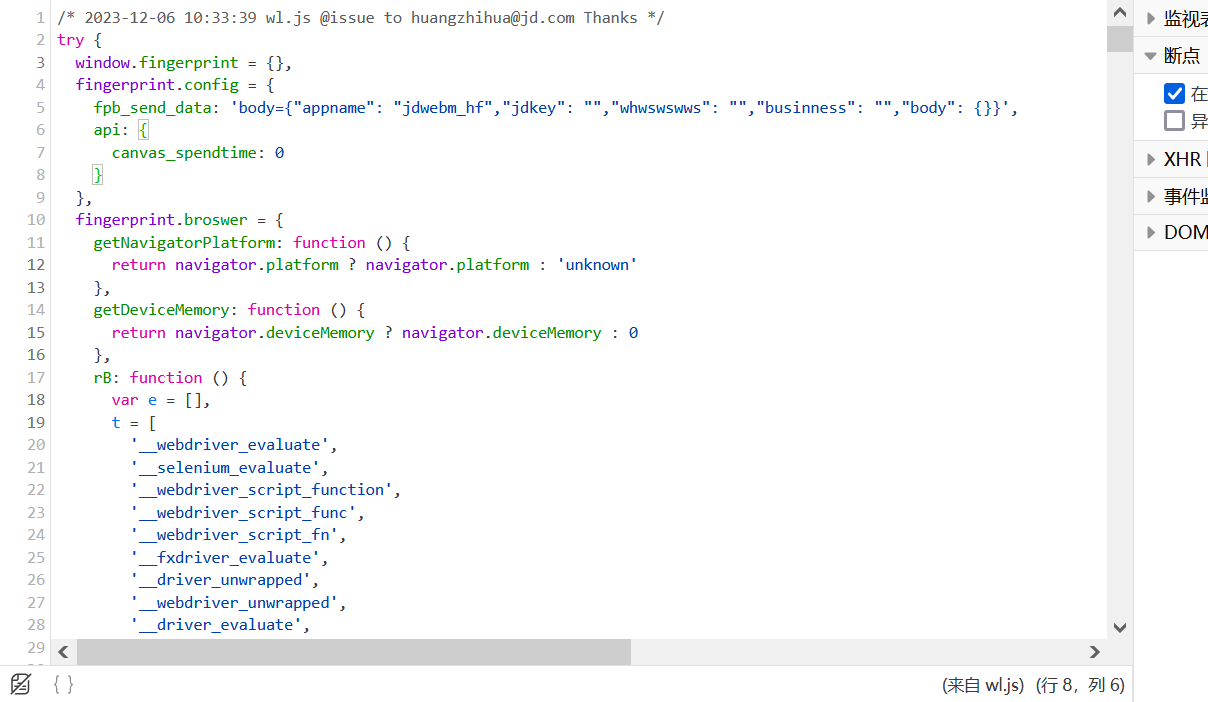 1 /* 2023-12-06 10:33:39 wl.js @issue to huangzhihua@jd.com Thanks */
2 try {
3 window.fingerprint = {},
4 fingerprint.config = {
5 fpb_send_data: 'body={"appname": "jdwebm_hf","jdkey": "","whwswswws": "","businness": "","body": {}}',
6 api: {
7 canvas_spendtime: 0
8 }
9 },
10 fingerprint.broswer = {
11 getNavigatorPlatform: function () {
12 return navigator.platform ? navigator.platform : 'unknown'
13 },
14 getDeviceMemory: function () {
15 return navigator.deviceMemory ? navigator.deviceMemory : 0
16 },
17 rB: function () {
18 var e = [],
19 t = [
20 '__webdriver_evaluate',
21 '__selenium_evaluate',
22 '__webdriver_script_function',
23 '__webdriver_script_func',
24 '__webdriver_script_fn',
25 '__fxdriver_evaluate',
26 '__driver_unwrapped',
27 '__webdriver_unwrapped',
28 '__driver_evaluate',
29
{ }
(来自 wl.js) (行 8，列 6)
监视
断点
在
异
XHR
事件
DOM